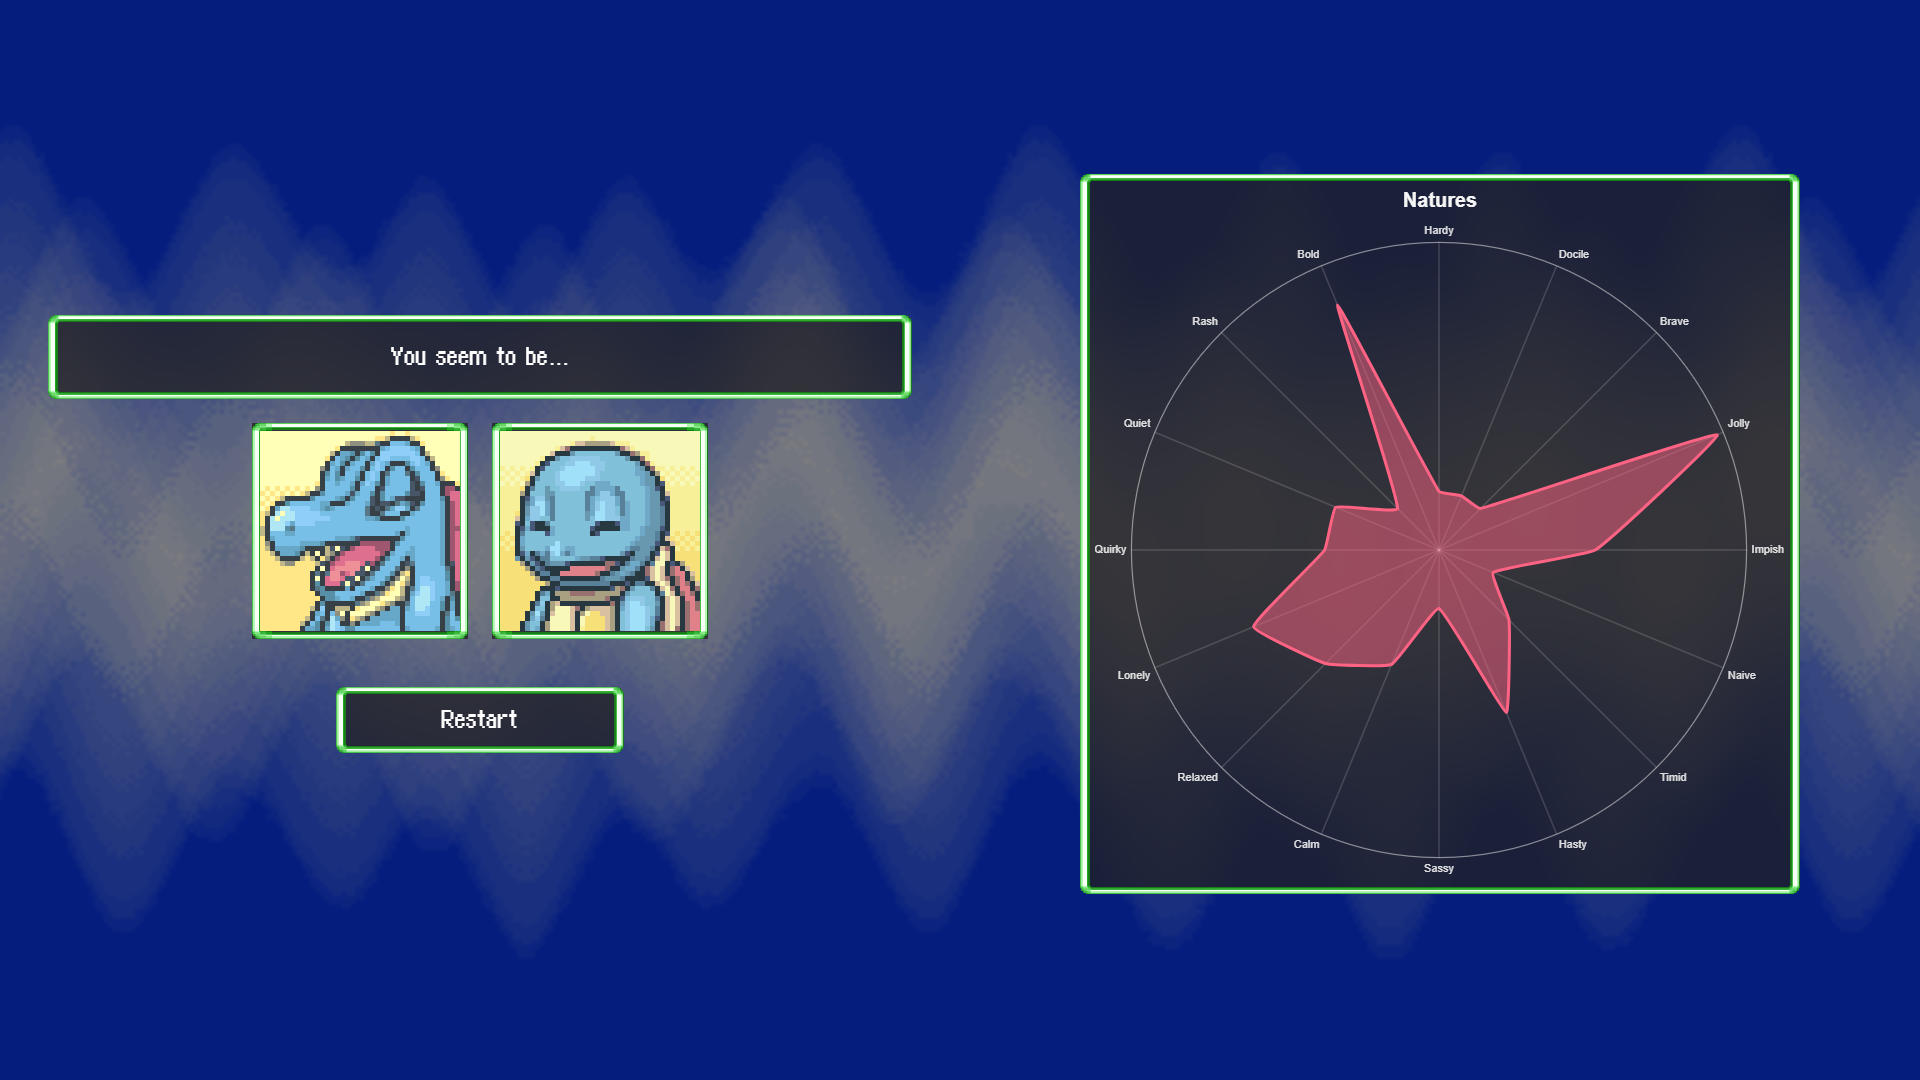 You seem to be...
Restart
Natures
Hardy
Docile
Brave
Jolly
Impish
Naive
Timid
Hasty
Sassy
Calm
Relaxed
Lonely
Quirky
Quiet
Rash
Bold